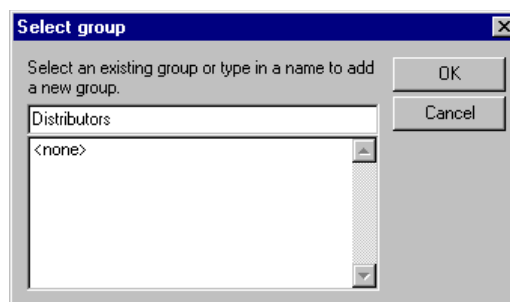 Select group
Select an existing group or type in a name to add
a new group.
OK
Distributors
Cancel
<none>